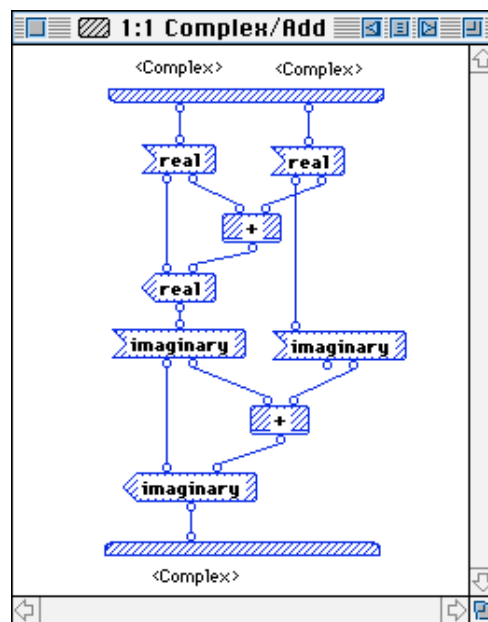 1:1 Complex/Add
<Complex> <Complex>
real real
+
real
imaginary imaginary
+
imaginary
<Complex>